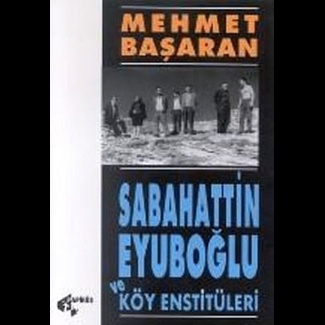 MEHMET
BAŞARAN
SABAHATTİN
EYUBOĞLU
ve
KÖY ENSTİTÜLERİ